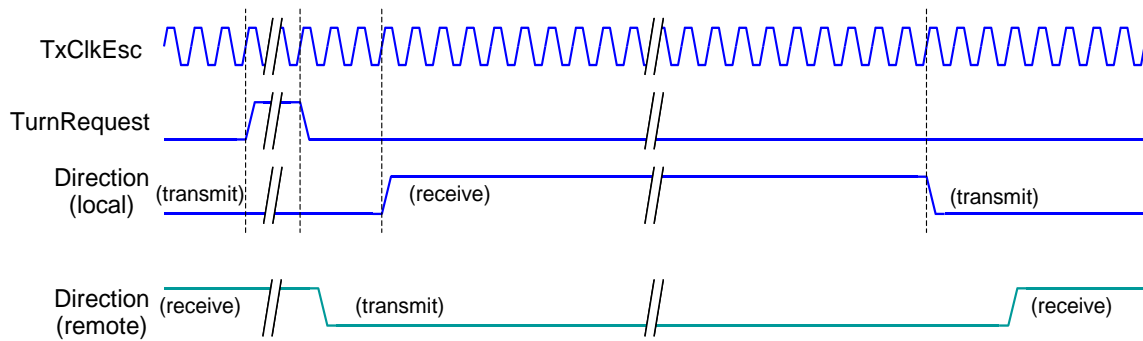 TxClkEsc
TurnRequest
Direction (transmit) (receive) (transmit)
(local)
Direction (receive) (transmit) (receive)
(remote)